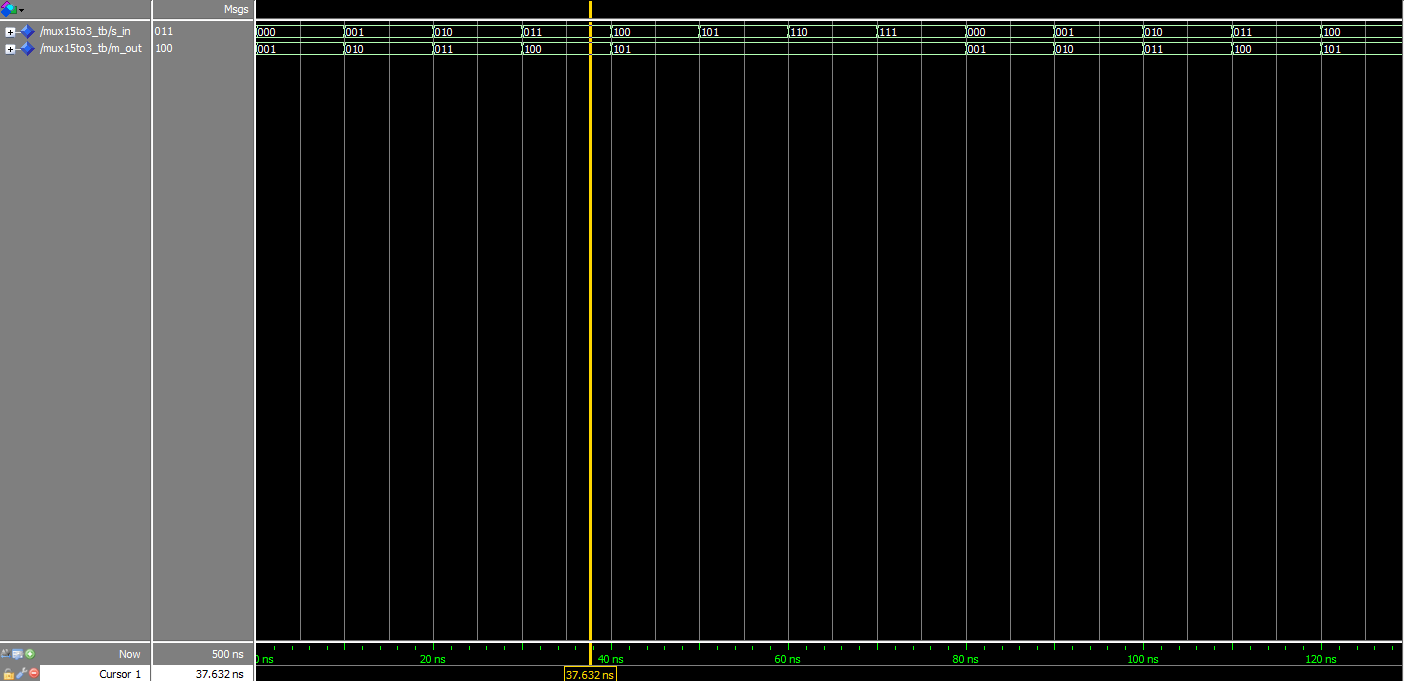 Msgs
/mux15to3_tb/s_in 011 000 001 010 011 100 101 110 111 000 001 010 011 100
/mux15to3_tb/m_out 100 001 010 011 100 101 001 010 011 100 101
Now 500 ns 0 ns 20 ns 40 ns 60 ns 80 ns 100 ns 120 ns
Cursor 1 37.632 ns 37.632 ns